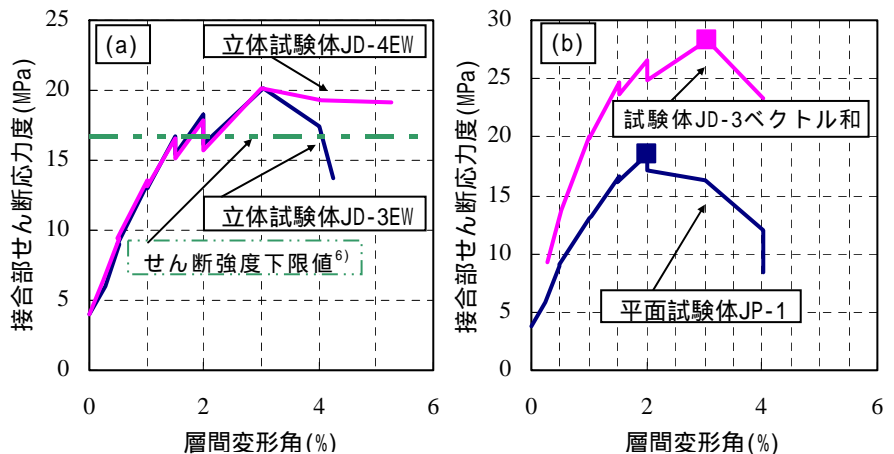 接合部せん断応力度(MPa)
25
20
15
10
5
0
(a)
立体試験体JD-4EW
立体試験体JD-3EW
せん断強度下限値6)
0
2
4
6
層間変形角(%)
接合部せん断応力度(MPa)
30
25
20
15
10
5
0
(b)
試験体JD-3ベクトル和
平面試験体JP-1
0
2
4
6
層間変形角(%)